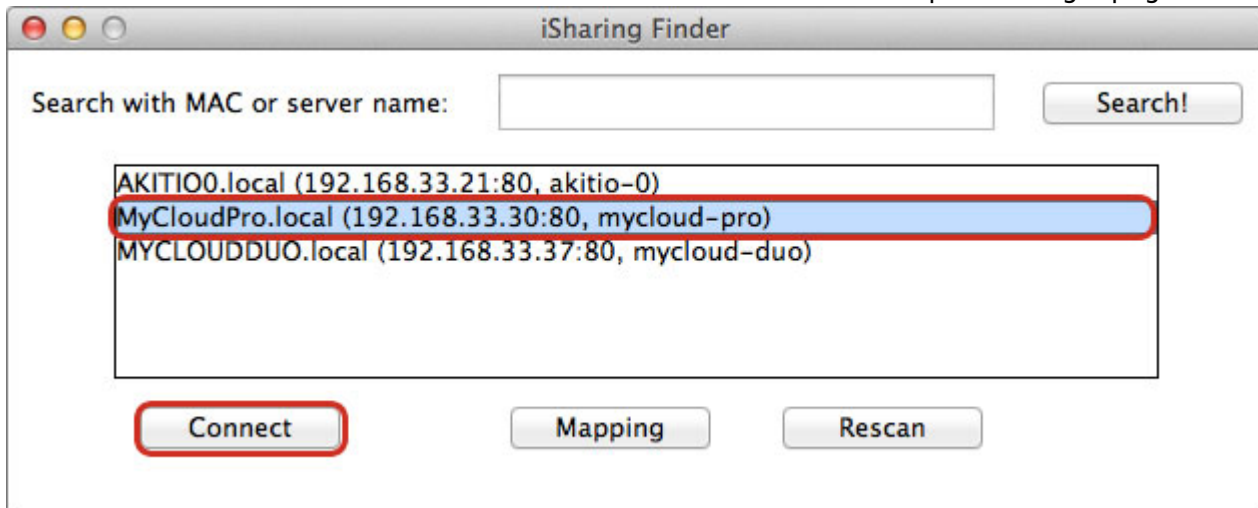 iSharing Finder
Search with MAC or server name:
Search!
AKITIO0.local (192.168.33.21:80, akitio-0)
MyCloudPro.local (192.168.33.30:80, mycloud-pro)
MYCLOUDDUO.local (192.168.33.37:80, mycloud-duo)
Connect
Mapping
Rescan